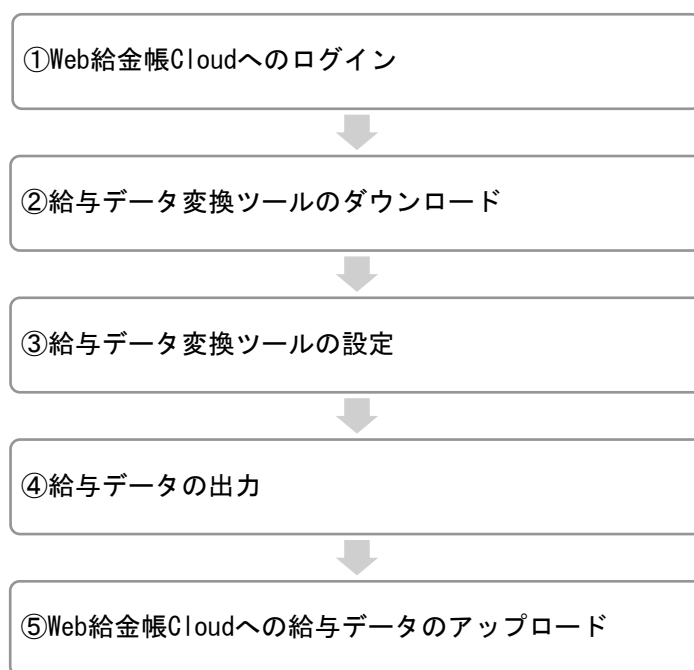 ①Web給金帳Cloudへのログイン
②給与データ変換ツールのダウンロード
③給与データ変換ツールの設定
④給与データの出力
⑤Web給金帳Cloudへの給与データのアップロード